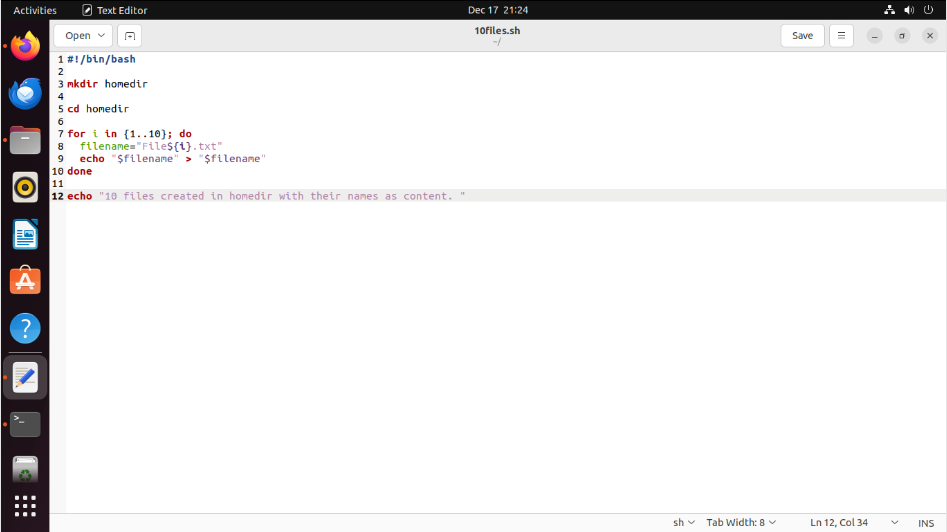 Activities Text Editor Dec 17 21:24
Open 10files.sh Save
~/
1 #!/bin/bash
2
3 mkdir homedir
4
5 cd homedir
6
7 for i in {1..10}; do
8   filename="File${i}.txt"
9   echo "$filename" > "$filename"
10 done
11
12 echo "10 files created in homedir with their names as content. "
sh Tab Width: 8 Ln 12, Col 34 INS